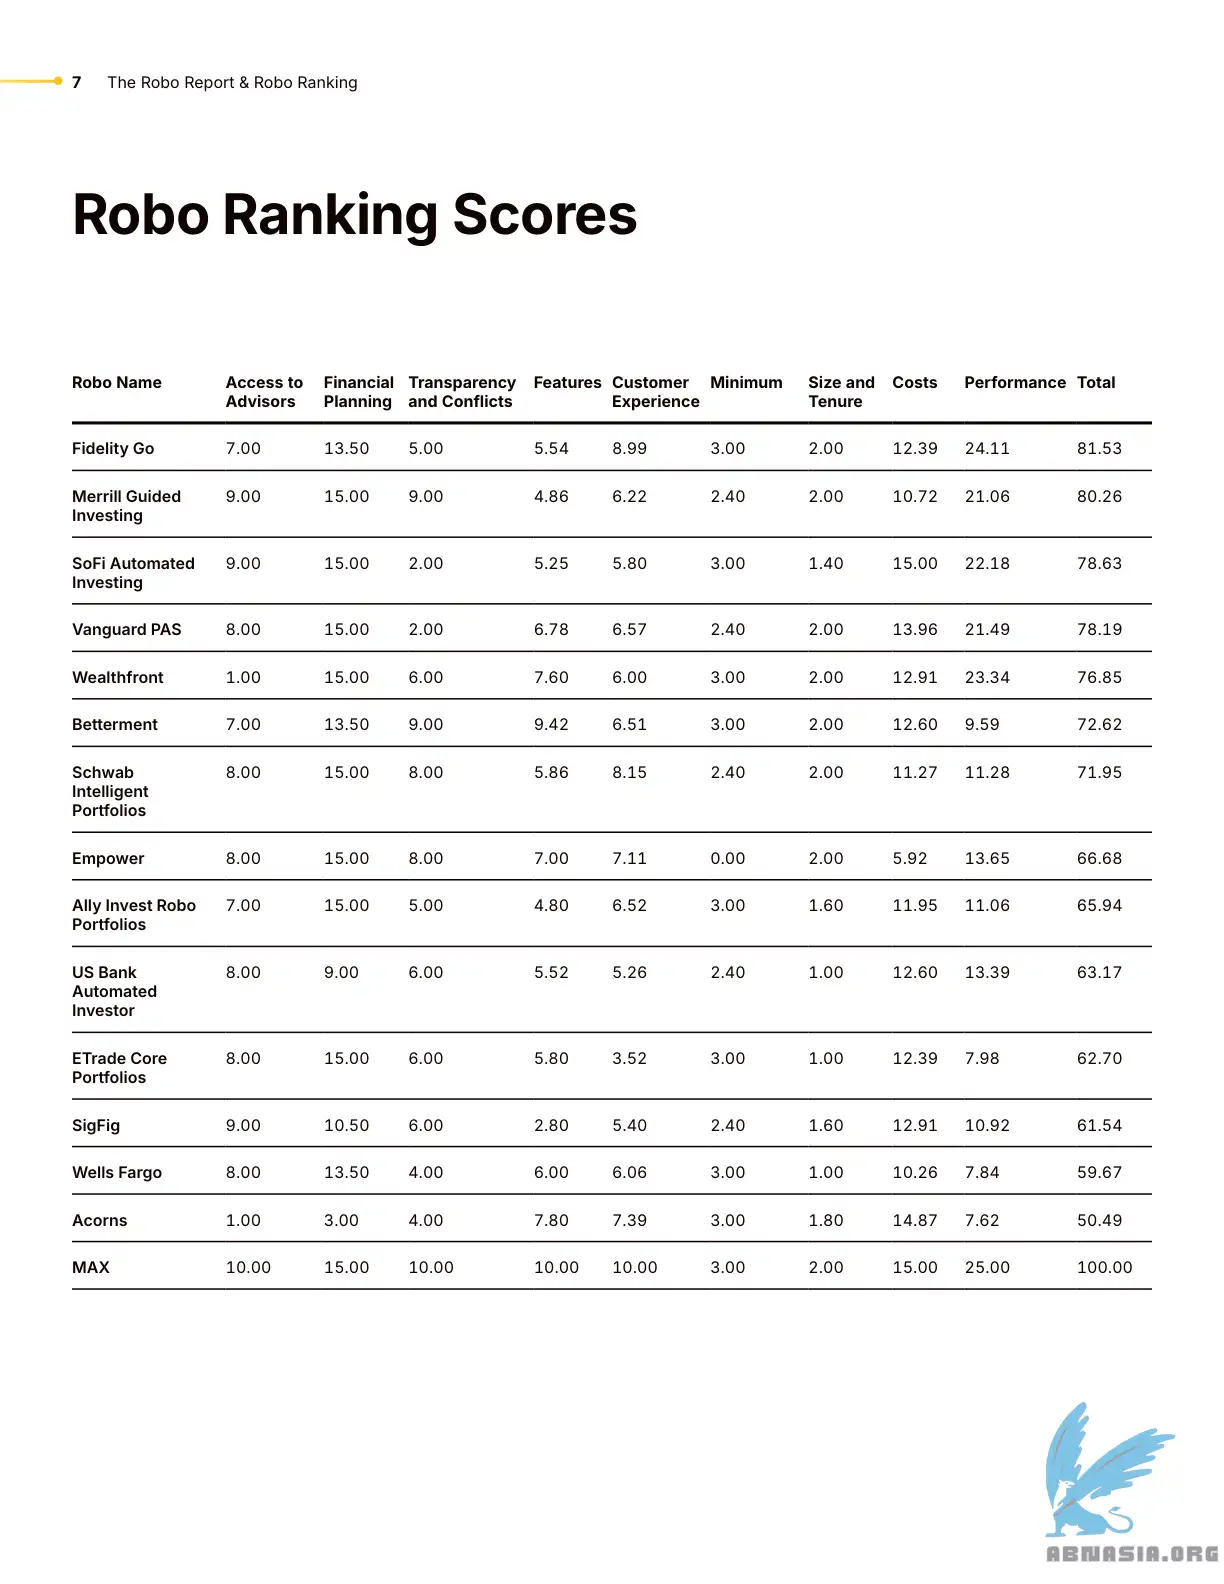 7 The Robo Report & Robo Ranking
Robo Ranking Scores
Robo Name Access to Advisors Financial Planning Transparency and Conflicts Features Customer Experience Minimum Size and Tenure Costs Performance Total
Fidelity Go 7.00 13.50 5.00 5.54 8.99 3.00 2.00 12.39 24.11 81.53
Merrill Guided Investing 9.00 15.00 9.00 4.86 6.22 2.40 2.00 10.72 21.06 80.26
SoFi Automated Investing 9.00 15.00 2.00 5.25 5.80 3.00 1.40 15.00 22.18 78.63
Vanguard PAS 8.00 15.00 2.00 6.78 6.57 2.40 2.00 13.96 21.49 78.19
Wealthfront 1.00 15.00 6.00 7.60 6.00 3.00 2.00 12.91 23.34 76.85
Betterment 7.00 13.50 9.00 9.42 6.51 3.00 2.00 12.60 9.59 72.62
Schwab Intelligent Portfolios 8.00 15.00 8.00 5.86 8.15 2.40 2.00 11.27 11.28 71.95
Empower 8.00 15.00 8.00 7.00 7.11 0.00 2.00 5.92 13.65 66.68
Ally Invest Robo Portfolios 7.00 15.00 5.00 4.80 6.52 3.00 1.60 11.95 11.06 65.94
US Bank Automated Investor 8.00 9.00 6.00 5.52 5.26 2.40 1.00 12.60 13.39 63.17
ETrade Core Portfolios 8.00 15.00 6.00 5.80 3.52 3.00 1.00 12.39 7.98 62.70
SigFig 9.00 10.50 6.00 2.80 5.40 2.40 1.60 12.91 10.92 61.54
Wells Fargo 8.00 13.50 4.00 6.00 6.06 3.00 1.00 10.26 7.84 59.67
Acorns 1.00 3.00 4.00 7.80 7.39 3.00 1.80 14.87 7.62 50.49
MAX 10.00 15.00 10.00 10.00 10.00 3.00 2.00 15.00 25.00 100.00
ABNASIA.ORG